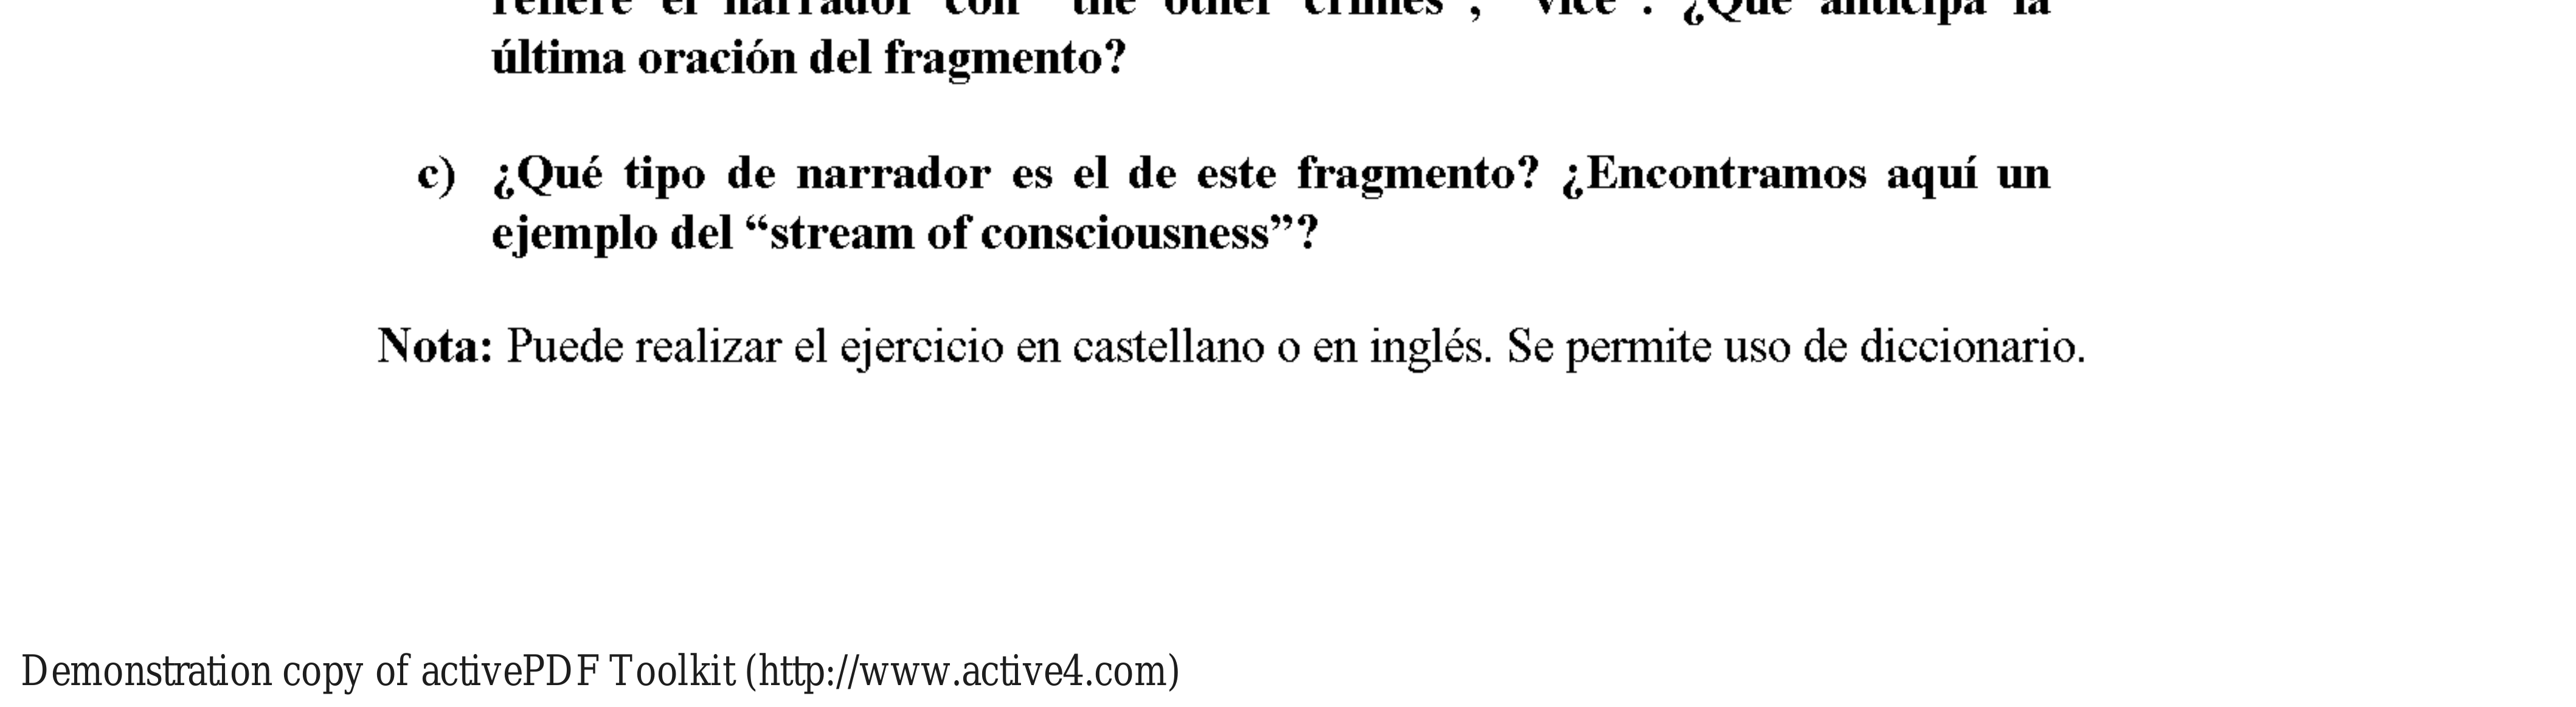 refiere el narrador con “the other crimes”, “vice”. ¿Qué anticipa la
última oración del fragmento?
c) ¿Qué tipo de narrador es el de este fragmento? ¿Encontramos aquí un
ejemplo del “stream of consciousness”?
Nota: Puede realizar el ejercicio en castellano o en inglés. Se permite uso de diccionario.
Demonstration copy of activePDF Toolkit (http://www.active4.com)